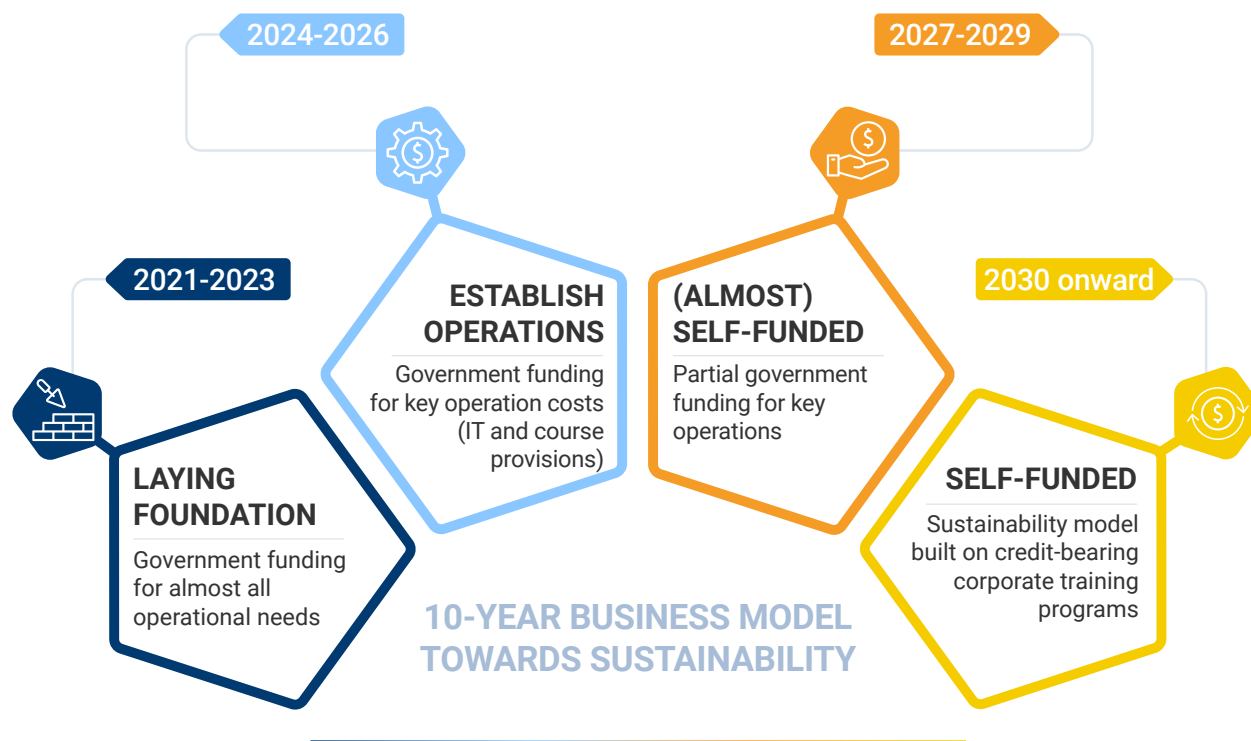 2021-2023
LAYING
FOUNDATION
Government funding
for almost all
operational needs
2024-2026
ESTABLISH
OPERATIONS
Government funding
for key operation costs
(IT and course
provisions)
2027-2029
(ALMOST)
SELF-FUNDED
Partial government
funding for key
operations
2030 onward
SELF-FUNDED
Sustainability model
built on credit-bearing
corporate training
programs
10-YEAR BUSINESS MODEL
TOWARDS SUSTAINABILITY